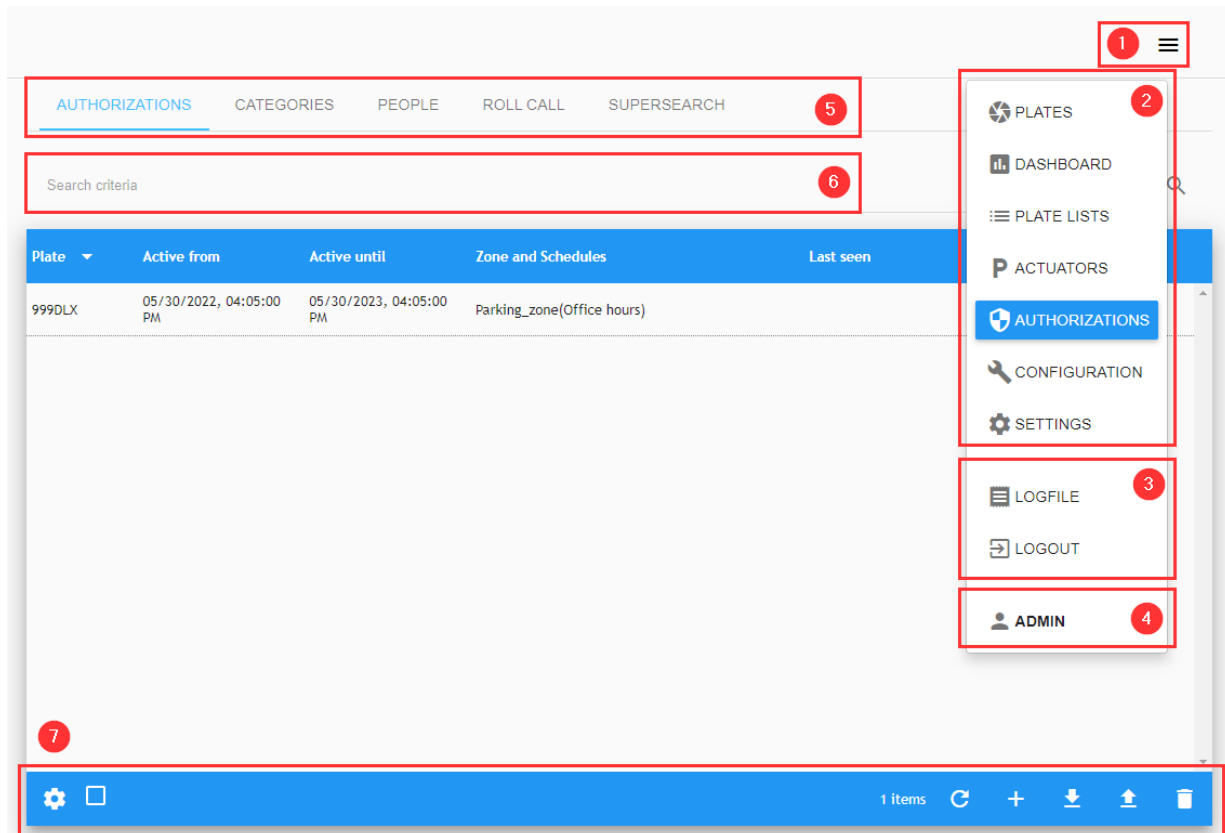 1
AUTHORIZATIONS CATEGORIES PEOPLE ROLL CALL SUPERSEARCH 5
2
PLATES
DASHBOARD
PLATE LISTS
ACTUATORS
AUTHORIZATIONS
CONFIGURATION
SETTINGS
3
LOGFILE
LOGOUT
ADMIN 4
Search criteria 6
Plate Active from Active until Zone and Schedules Last seen
999DLX 05/30/2022, 04:05:00 PM 05/30/2023, 04:05:00 PM Parking_zone(Office hours)
7
1 items